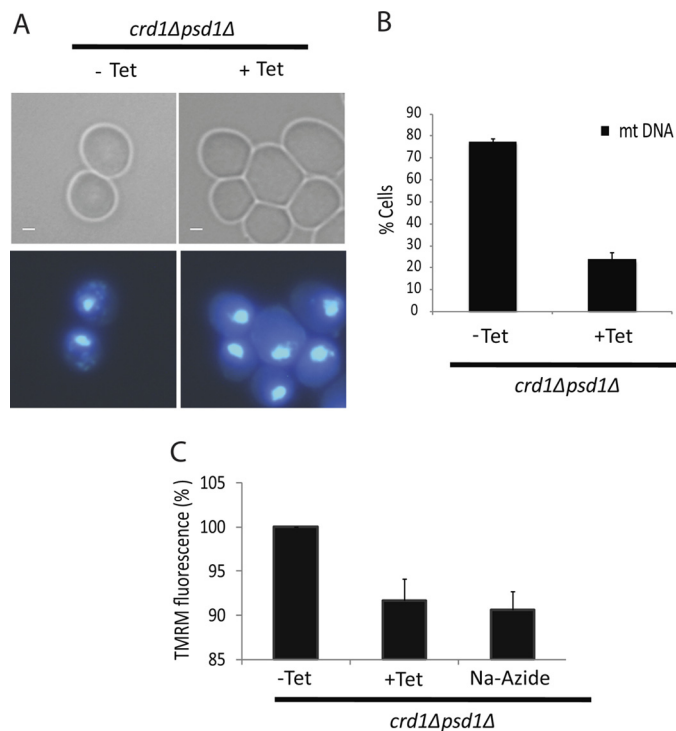 A
crd1Δpsd1Δ
- Tet
+ Tet
B
90
80
70
60
50
40
30
20
10
0
% Cells
mt DNA
-Tet
+Tet
crd1Δpsd1Δ
C
105
100
95
90
85
TMRM fluorescence (%)
-Tet
+Tet
Na-Azide
crd1Δpsd1Δ